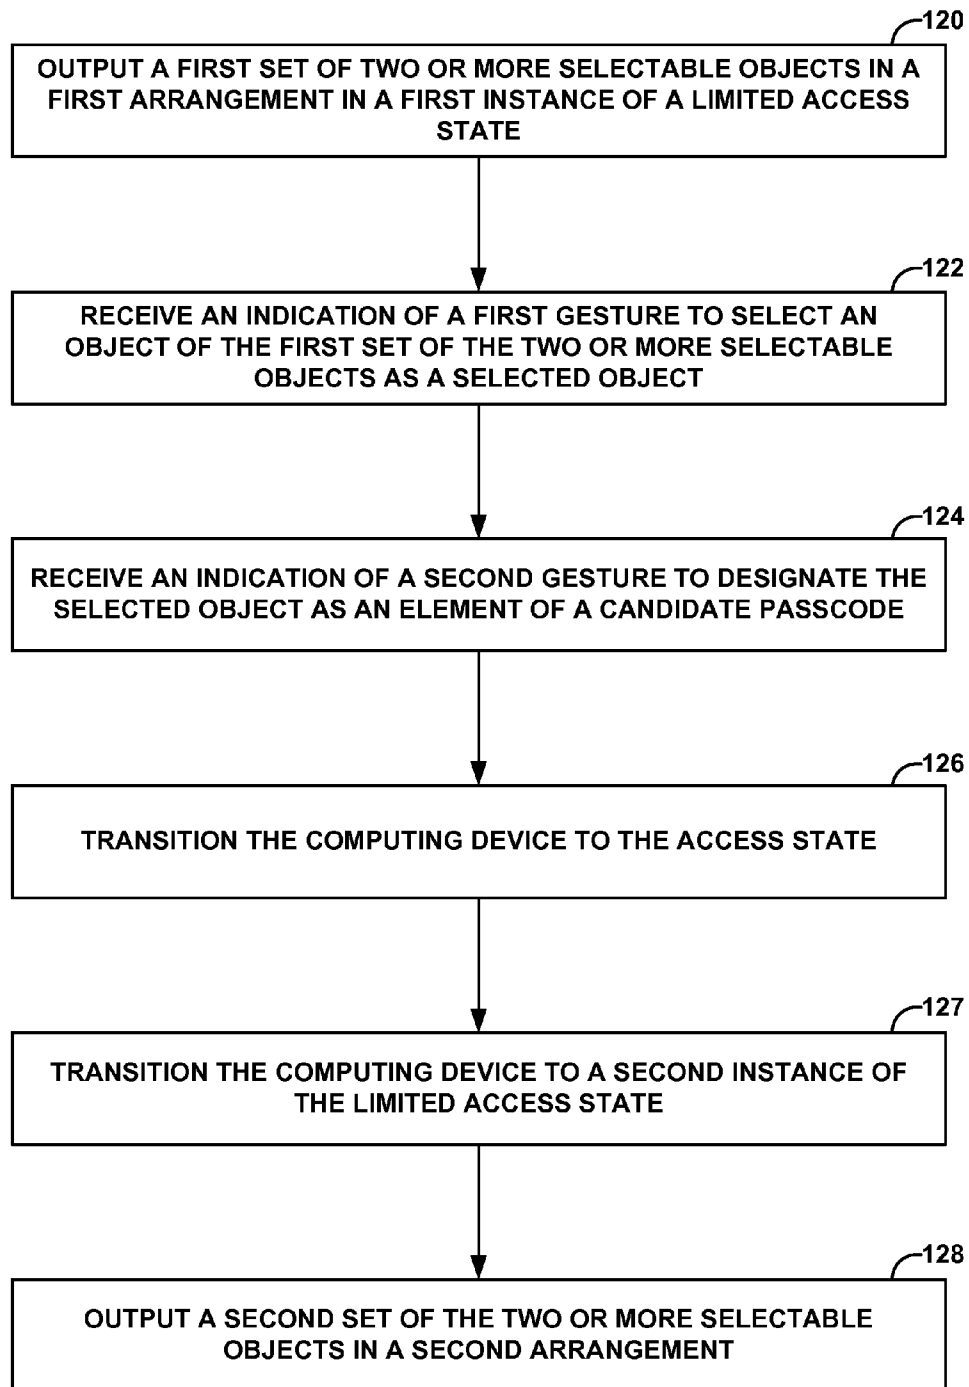 120
OUTPUT A FIRST SET OF TWO OR MORE SELECTABLE OBJECTS IN A
FIRST ARRANGEMENT IN A FIRST INSTANCE OF A LIMITED ACCESS
STATE
122
RECEIVE AN INDICATION OF A FIRST GESTURE TO SELECT AN
OBJECT OF THE FIRST SET OF THE TWO OR MORE SELECTABLE
OBJECTS AS A SELECTED OBJECT
124
RECEIVE AN INDICATION OF A SECOND GESTURE TO DESIGNATE THE
SELECTED OBJECT AS AN ELEMENT OF A CANDIDATE PASSCODE
126
TRANSITION THE COMPUTING DEVICE TO THE ACCESS STATE
127
TRANSITION THE COMPUTING DEVICE TO A SECOND INSTANCE OF
THE LIMITED ACCESS STATE
128
OUTPUT A SECOND SET OF THE TWO OR MORE SELECTABLE
OBJECTS IN A SECOND ARRANGEMENT